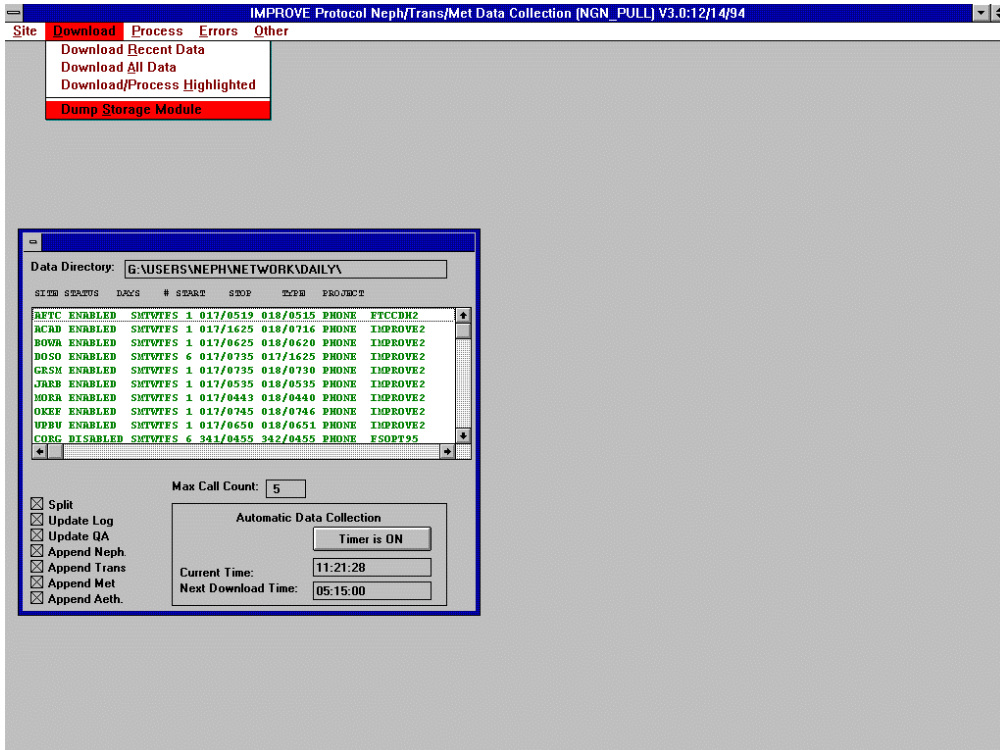 IMPROVE Protocol Neph/Trans/Met Data Collection (NGN_PULL) V3.0:12/14/94
Site Download Process Errors Other
Download Recent Data
Download All Data
Download/Process Highlighted
Dump Storage Module
Data Directory: G:\USERS\NEPH\NETWORK\DAILY\
SITE STATUS DAYS # START STOP TYPE PROJECT
AFTC ENABLED SMTWTFS 1 017/0519 018/0515 PHONE FTCCDH2
ACAD ENABLED SMTWTFS 1 017/1625 018/0716 PHONE IMPROVE2
BOWA ENABLED SMTWTFS 1 017/0625 018/0620 PHONE IMPROVE2
DOSO ENABLED SMTWTFS 6 017/0735 017/1625 PHONE IMPROVE2
GRSM ENABLED SMTWTFS 1 017/0735 018/0730 PHONE IMPROVE2
JARB ENABLED SMTWTFS 1 017/0535 018/0535 PHONE IMPROVE2
MORA ENABLED SMTWTFS 1 017/0443 018/0440 PHONE IMPROVE2
OKEF ENABLED SMTWTFS 1 017/0745 018/0746 PHONE IMPROVE2
UPBU ENABLED SMTWTFS 1 017/0650 018/0651 PHONE IMPROVE2
CORG DISABLED SMTWTFS 6 341/0455 342/0455 PHONE FSOPT95
Max Call Count: 5
Split
Update Log
Update QA
Append Neph.
Append Trans
Append Met
Append Aeth.
Automatic Data Collection
Timer is ON
Current Time: 11:21:28
Next Download Time: 05:15:00